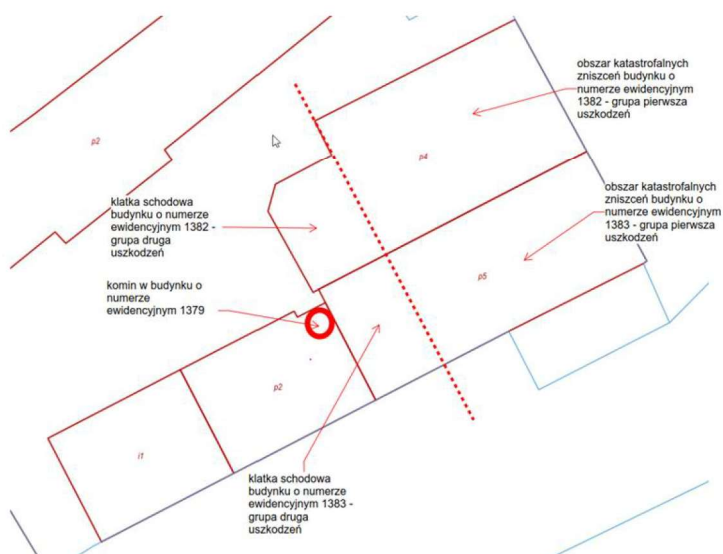 obszar katastrofalnych
zniszceń budynku o
numerze ewidencyjnym
1382 - grupa pierwsza
uszkodzeń
p2
p4
obszar katastrofalnych
zniszceń budynku o
numerze ewidencyjnym
1383 - grupa pierwsza
uszkodzeń
klatka schodowa
budynku o numerze
ewidencyjnym 1382 -
grupa druga
uszkodzeń
p5
komin w budynku o
numerze
ewidencyjnym 1379
p2
i1
klatka schodowa
budynku o numerze
ewidencyjnym 1383 -
grupa druga
uszkodzeń